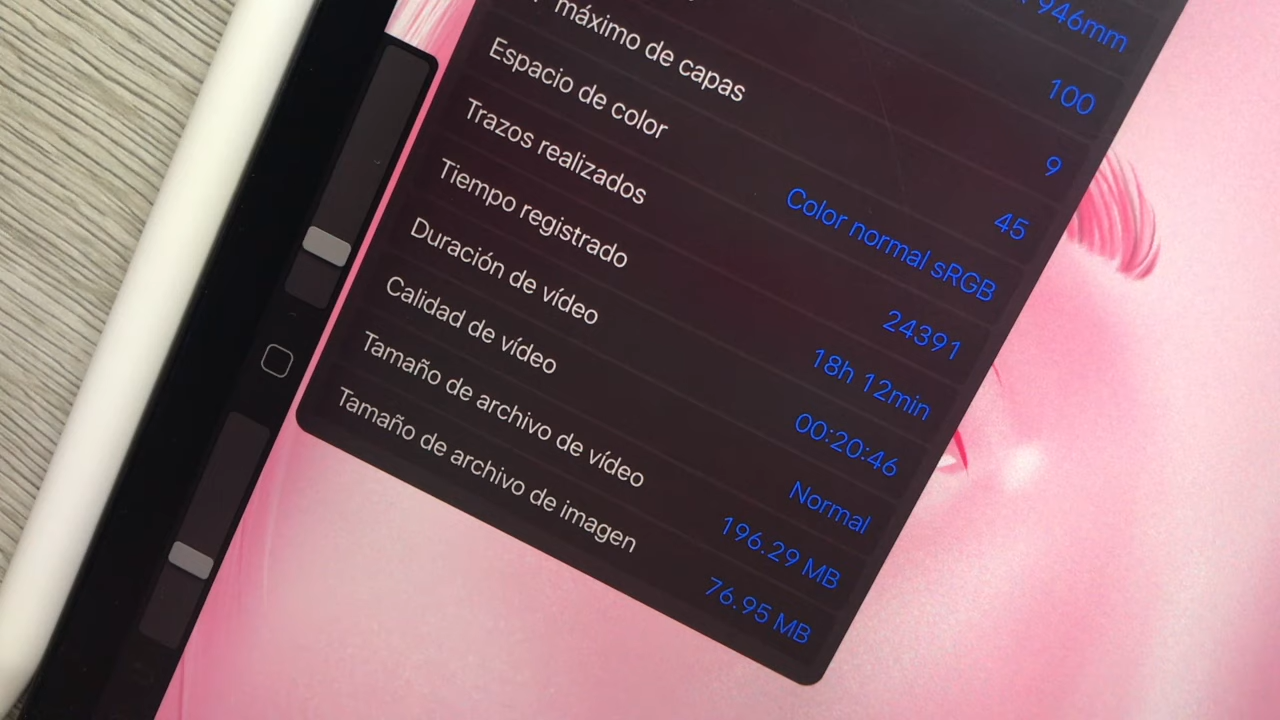 946mm
100
9
máximo de capas 45
Espacio de color Color normal sRGB
Trazos realizados 24391
Tiempo registrado 18h 12min
Duración de vídeo 00:20:46
Calidad de vídeo Normal
Tamaño de archivo de vídeo 196.29 MB
Tamaño de archivo de imagen 76.95 MB